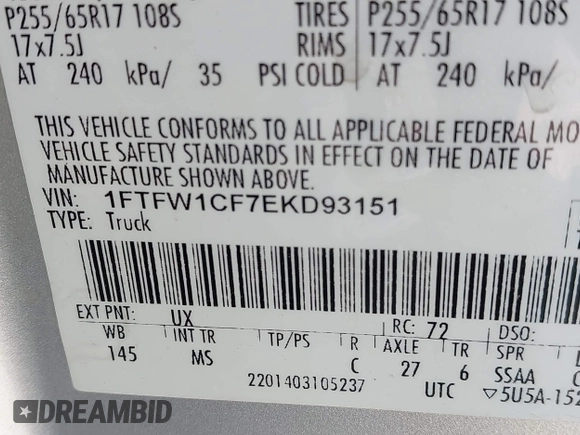 P255/65R17 108S TIRES P255/65R17 108S
17x7.5J RIMS 17x7.5J
AT 240 kPa/ 35 PSI COLD AT 240 kPa/
THIS VEHICLE CONFORMS TO ALL APPLICABLE FEDERAL MO
VEHICLE SAFETY STANDARDS IN EFFECT ON THE DATE OF
MANUFACTURE SHOWN ABOVE.
VIN: 1FTFW1CF7EKD93151
TYPE: Truck
EXT PNT: UX RC: 72 DSO:
WB INT TR TP/PS R AXLE TR SPR
145 MS C 27 6 SSAA
2201403105237 UTC ▽5U5A-152
AUTOBIDMASTER